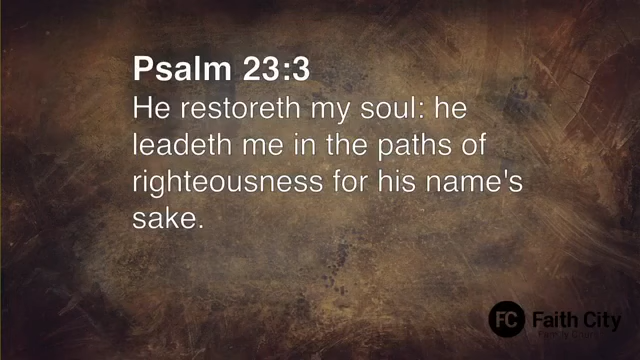 Psalm 23:3
He restoreth my soul: he
leadeth me in the paths of
righteousness for his name's
sake.
FC Faith City